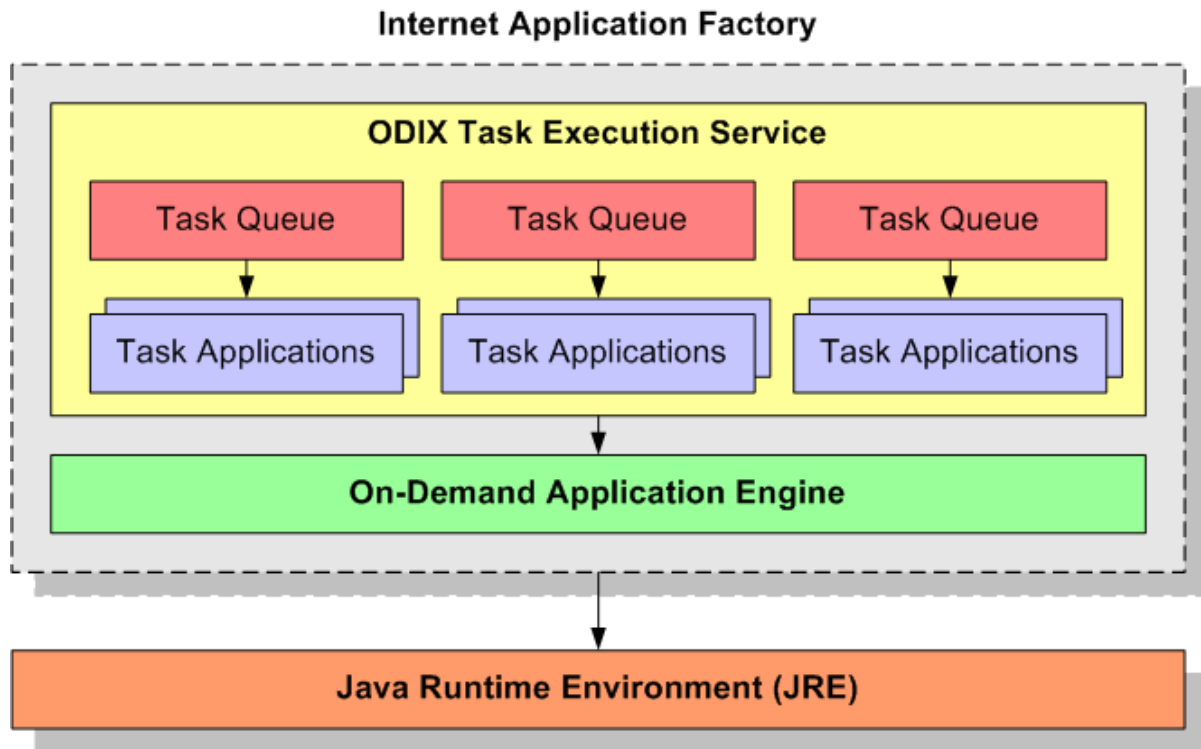 Internet Application Factory
ODIX Task Execution Service
Task Queue
Task Queue
Task Queue
Task Applications
Task Applications
Task Applications
On-Demand Application Engine
Java Runtime Environment (JRE)